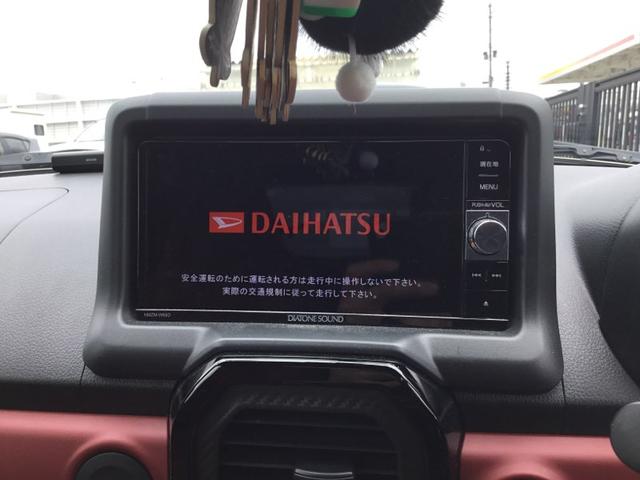 現在地
MENU
PUSH-AV/VOL
DAIHATSU
安全運転のために運転される方は走行中に操作しないで下さい。
実際の交通規制に従って走行して下さい。
DIATONE SOUND